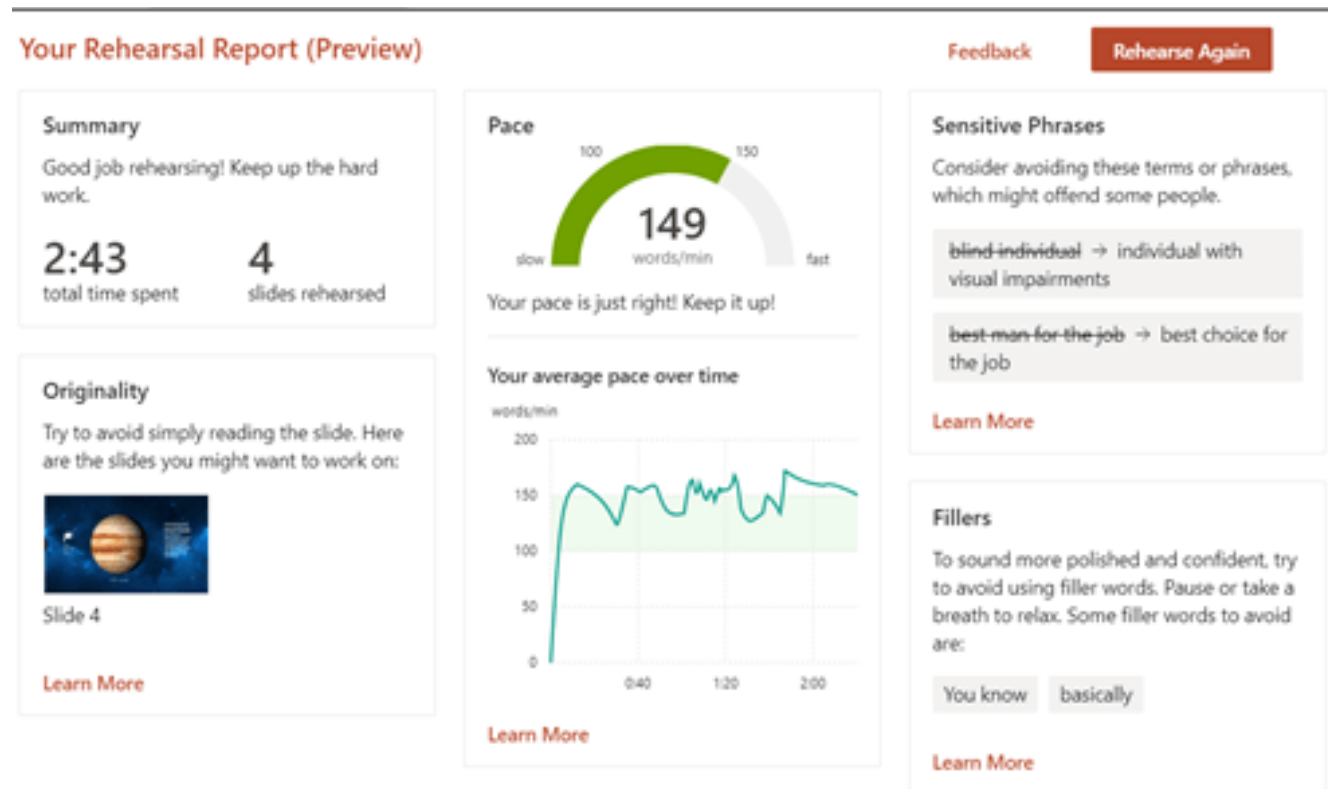 Your Rehearsal Report (Preview)
Feedback
Rehearse Again
Summary
Good job rehearsing! Keep up the hard
work.
2:43
total time spent
4
slides rehearsed
Originality
Try to avoid simply reading the slide. Here
are the slides you might want to work on:
Slide 4
Learn More
Pace
100
150
149
words/min
slow
fast
Your pace is just right! Keep it up!
Your average pace over time
words/min
200
150
100
50
0
0:40
1:20
2:00
Learn More
Sensitive Phrases
Consider avoiding these terms or phrases,
which might offend some people.
blind individual → individual with
visual impairments
best man for the job → best choice for
the job
Learn More
Fillers
To sound more polished and confident, try
to avoid using filler words. Pause or take a
breath to relax. Some filler words to avoid
are:
You know
basically
Learn More